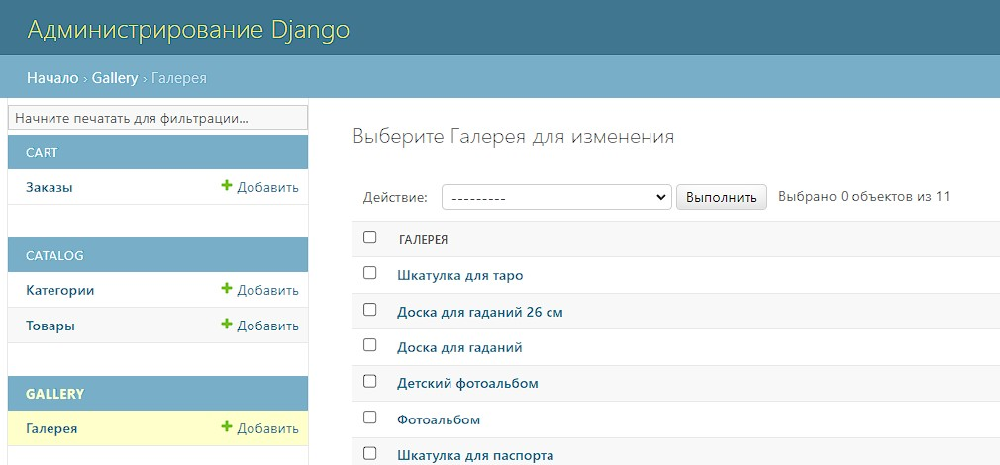 Администрирование Django
Начало › Gallery › Галерея
Начните печатать для фильтрации...
CART
Заказы Добавить
CATALOG
Категории Добавить
Товары Добавить
GALLERY
Галерея Добавить
Выберите Галерея для изменения
Действие: --------- Выполнить Выбрано 0 объектов из 11
ГАЛЕРЕЯ
Шкатулка для таро
Доска для гаданий 26 см
Доска для гаданий
Детский фотоальбом
Фотоальбом
Шкатулка для паспорта